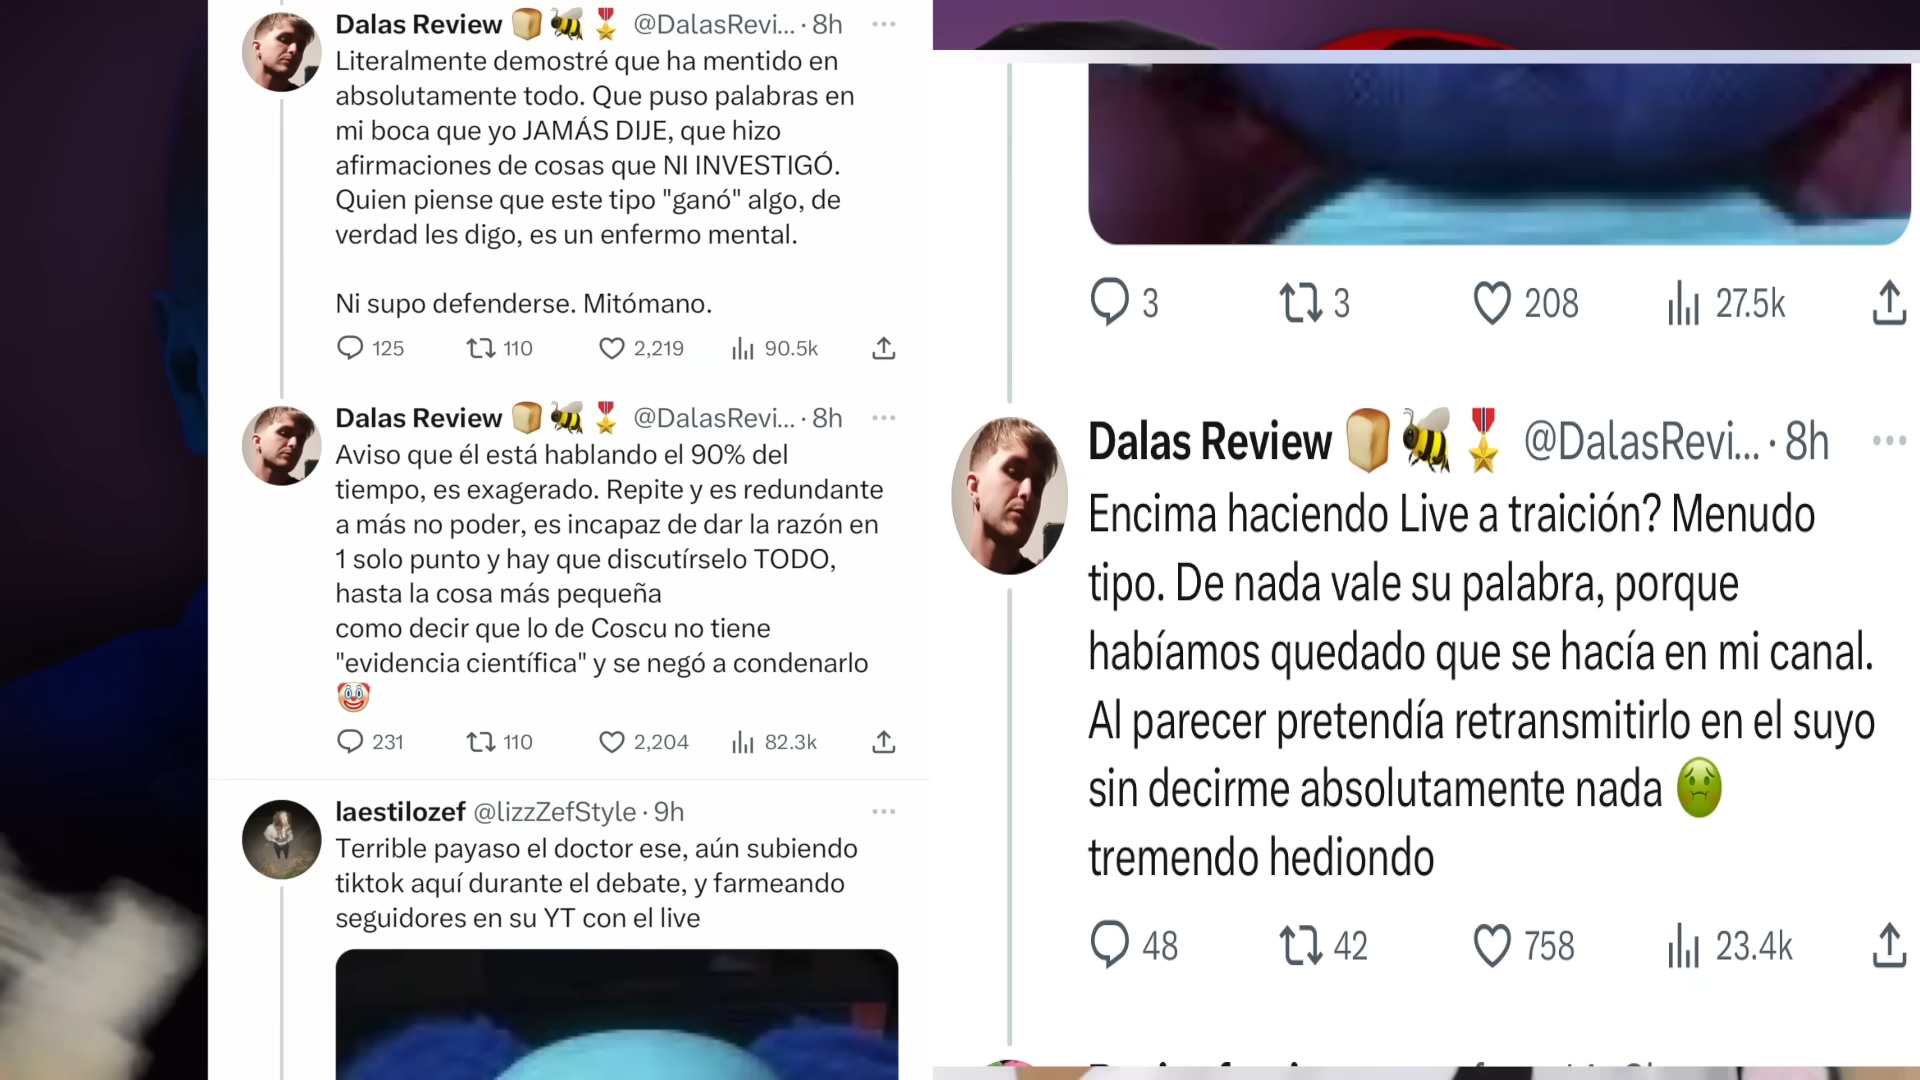 Dalas Review 🍞🐝🎖️ @DalasRevi... · 8h
Literalmente demostré que ha mentido en
absolutamente todo. Que puso palabras en
mi boca que yo JAMÁS DIJE, que hizo
afirmaciones de cosas que NI INVESTIGÓ.
Quien piense que este tipo "ganó" algo, de
verdad les digo, es un enfermo mental.
Ni supo defenderse. Mitómano.
125 110 2,219 90.5k
Dalas Review 🍞🐝🎖️ @DalasRevi... · 8h
Aviso que él está hablando el 90% del
tiempo, es exagerado. Repite y es redundante
a más no poder, es incapaz de dar la razón en
1 solo punto y hay que discutírselo TODO,
hasta la cosa más pequeña
como decir que lo de Coscu no tiene
"evidencia científica" y se negó a condenarlo
🤡
231 110 2,204 82.3k
laestilozef @lizzZefStyle · 9h
Terrible payaso el doctor ese, aún subiendo
tiktok aquí durante el debate, y farmeando
seguidores en su YT con el live
3 3 208 27.5k
Dalas Review 🍞🐝🎖️ @DalasRevi... · 8h
Encima haciendo Live a traición? Menudo
tipo. De nada vale su palabra, porque
habíamos quedado que se hacía en mi canal.
Al parecer pretendía retransmitirlo en el suyo
sin decirme absolutamente nada 🤢
tremendo hediondo
48 42 758 23.4k